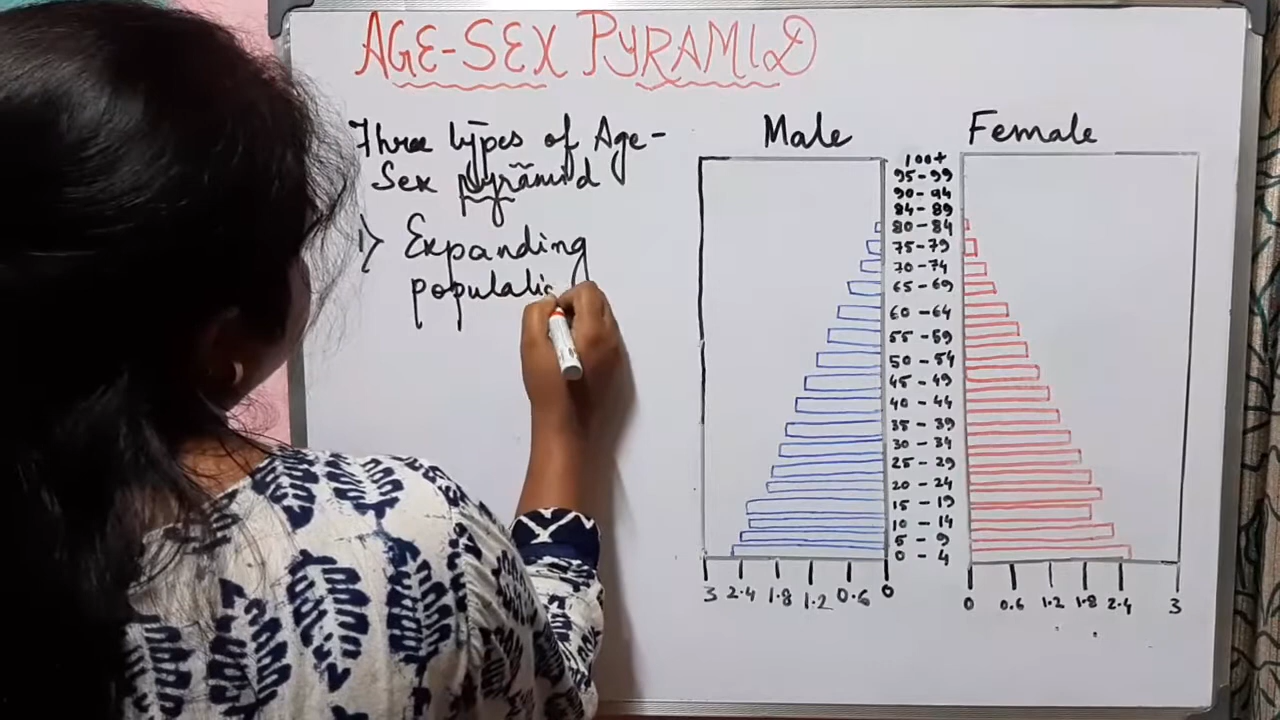 AGE-SEX PYRAMID
Three types of Age-
Sex pyramid
1) Expanding
populatio
Male
Female
100+
95-99
90-94
84-89
80-84
75-79
70-74
65-69
60-64
55-59
50-54
45-49
40-44
35-39
30-34
25-29
20-24
15-19
10-14
5-9
0-4
3 2.4 1.8 1.2 0.6 0
0 0.6 1.2 1.8 2.4 3